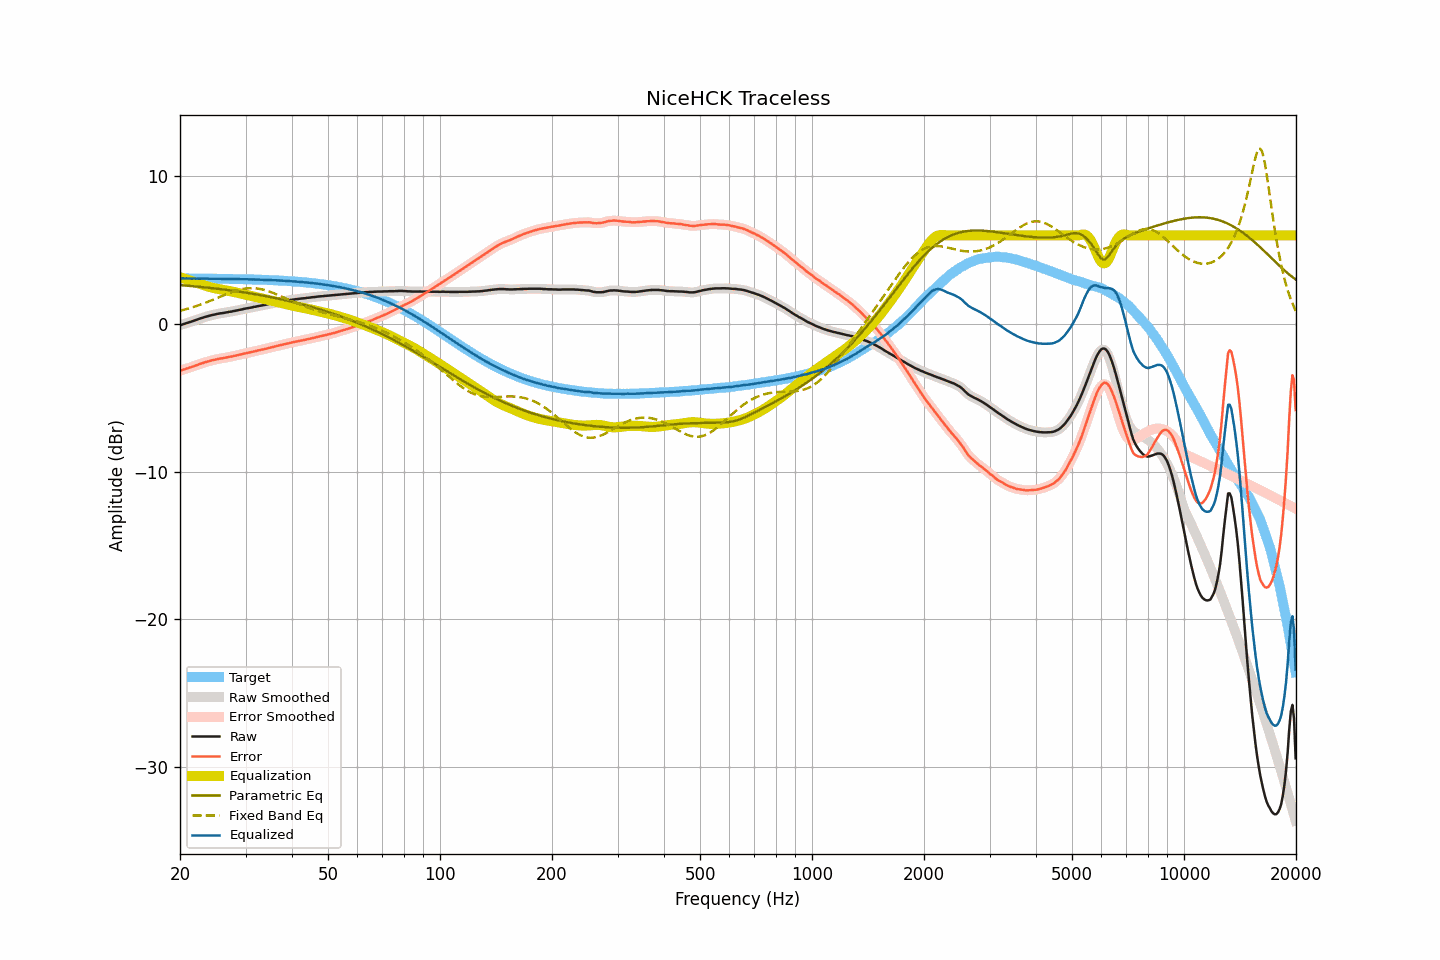 NiceHCK Traceless
10
0
−10
−20
−30
Amplitude (dBr)
Target
Raw Smoothed
Error Smoothed
Raw
Error
Equalization
Parametric Eq
Fixed Band Eq
Equalized
20 50 100 200 500 1000 2000 5000 10000 20000
Frequency (Hz)